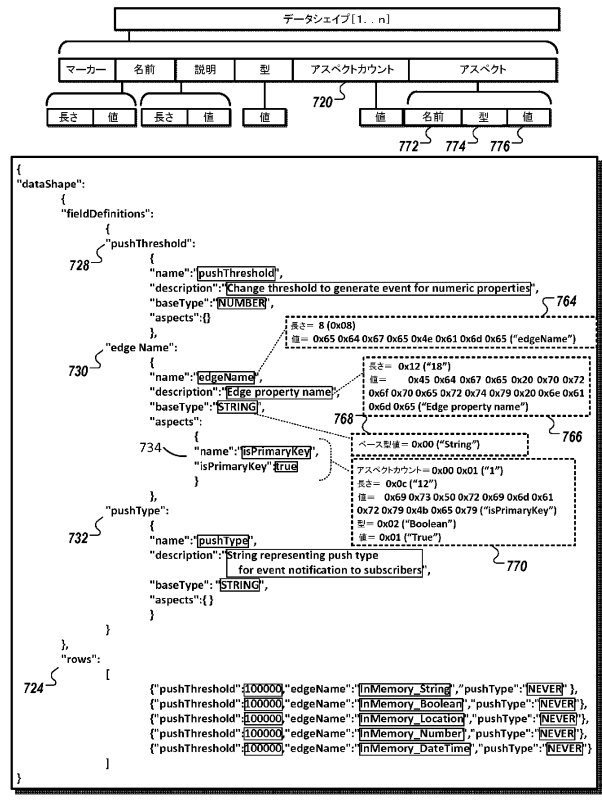 データシェイプ[1．．n]
マーカー 名前 説明 型 アスペクトカウント アスペクト
720
長さ 値 長さ 値 値 値 名前 型 値
772 774 776
{
"dataShape":
{
"fieldDefinitions":
{
728
"pushThreshold":
{
"name":"pushThreshold",
"description":"Change threshold to generate event for numeric properties",
"baseType":"NUMBER",
"aspects":{}
},
764
長さ＝ 8 (0x08)
値＝ 0x65 0x64 0x67 0x65 0x4e 0x61 0x6d 0x65 ("edgeName")
730
"edge Name":
{
"name":"edgeName",
"description":"Edge property name",
"baseType":"STRING",
"aspects":
{
734
"name":"isPrimaryKey",
"isPrimaryKey":true
}
},
長さ＝ 0x12 ("18")
値＝ 0x45 0x64 0x67 0x65 0x20 0x70 0x72
0x6f 0x70 0x65 0x72 0x74 0x79 0x20 0x6e 0x61
0x6d 0x65 ("Edge property name")
766
768
ベース型値＝ 0x00 ("String")
アスペクトカウント＝0x00 0x01 ("1")
長さ＝ 0x0c ("12")
値＝ 0x69 0x73 0x50 0x72 0x69 0x6d 0x61
0x72 0x79 0x4b 0x65 0x79 ("isPrimaryKey")
型＝ 0x02 ("Boolean")
値＝ 0x01 ("True")
770
732
"pushType":
{
"name":"pushType",
"description":"String representing push type
for event notification to subscribers",
"baseType": "STRING",
"aspects":{ }
}
}
},
724
"rows":
[
{"pushThreshold":100000,"edgeName":"InMemory_String","pushType":"NEVER" },
{"pushThreshold":100000,"edgeName":"InMemory_Boolean","pushType":"NEVER"},
{"pushThreshold":100000,"edgeName":"InMemory_Location","pushType":"NEVER"},
{"pushThreshold":100000,"edgeName":"InMemory_Number","pushType":"NEVER"},
{"pushThreshold":100000,"edgeName":"InMemory_DateTime","pushType":"NEVER"}
]
}